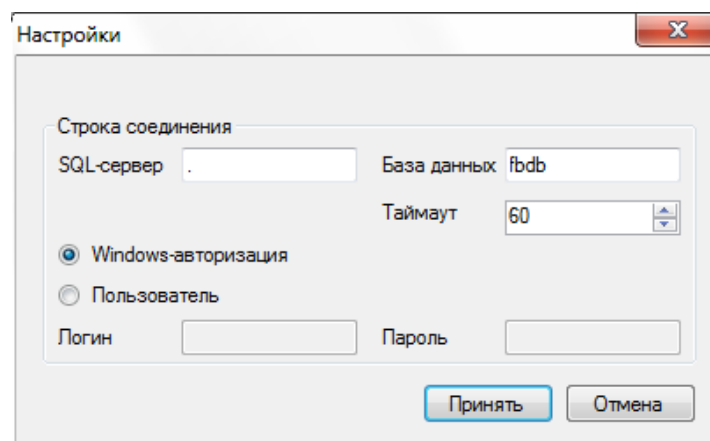 Настройки
Строка соединения
SQL-сервер . База данных fbdb
Таймаут 60
Windows-авторизация
Пользователь
Логин Пароль
Принять Отмена